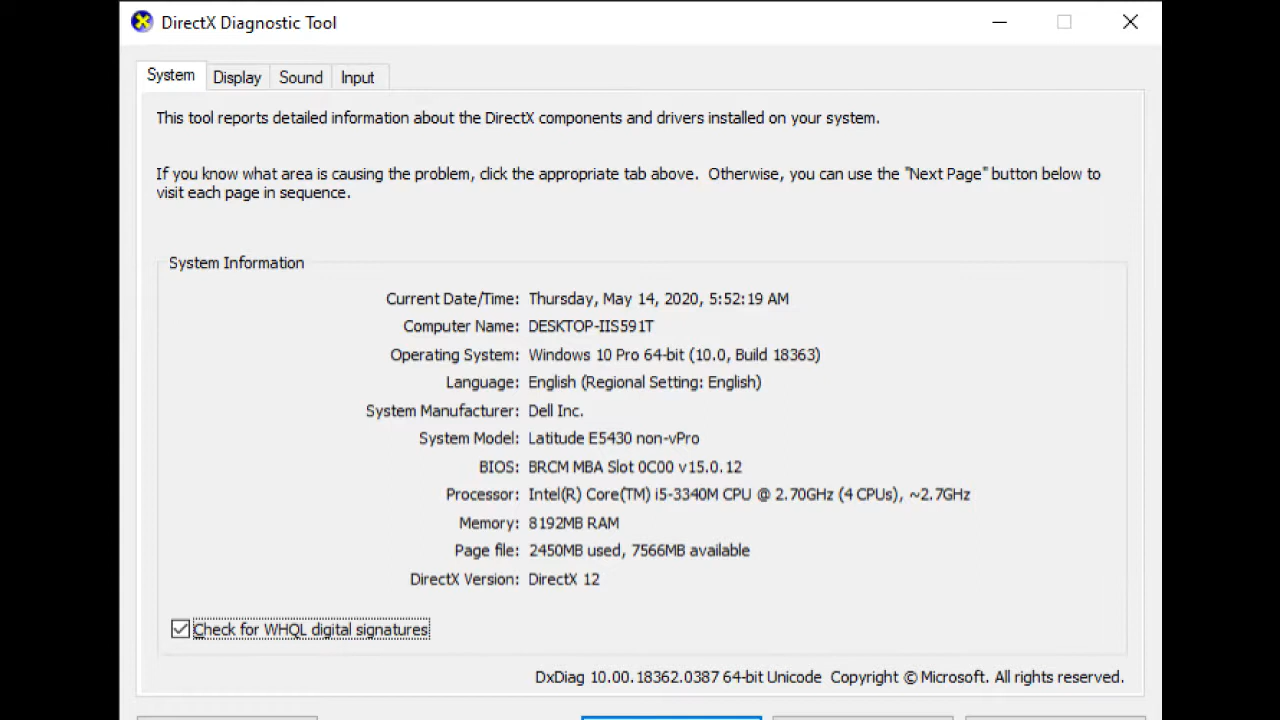 DirectX Diagnostic Tool
System Display Sound Input
This tool reports detailed information about the DirectX components and drivers installed on your system.
If you know what area is causing the problem, click the appropriate tab above.  Otherwise, you can use the "Next Page" button below to
visit each page in sequence.
System Information
Current Date/Time: Thursday, May 14, 2020, 5:52:19 AM
Computer Name: DESKTOP-IIS591T
Operating System: Windows 10 Pro 64-bit (10.0, Build 18363)
Language: English (Regional Setting: English)
System Manufacturer: Dell Inc.
System Model: Latitude E5430 non-vPro
BIOS: BRCM MBA Slot 0C00 v15.0.12
Processor: Intel(R) Core(TM) i5-3340M CPU @ 2.70GHz (4 CPUs), ~2.7GHz
Memory: 8192MB RAM
Page file: 2450MB used, 7566MB available
DirectX Version: DirectX 12
Check for WHQL digital signatures
DxDiag 10.00.18362.0387 64-bit Unicode  Copyright © Microsoft. All rights reserved.